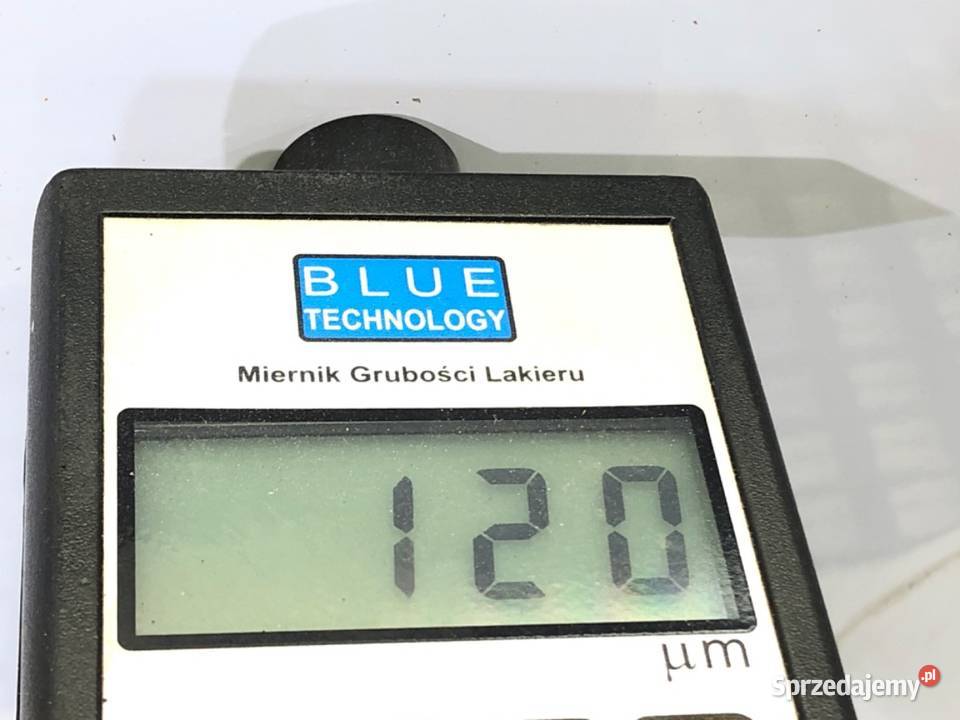 BLUE
TECHNOLOGY
Miernik Grubości Lakieru
120
μm
Sprzedajemy.pl